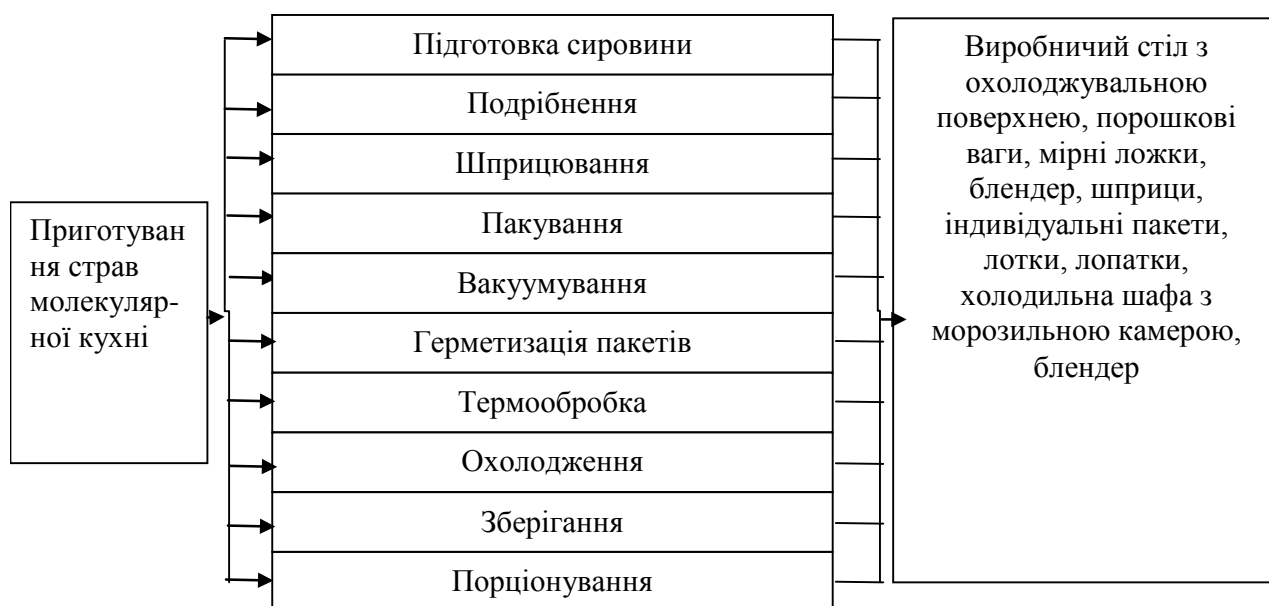 Приготуван
ня страв
молекуляр-
ної кухні
Підготовка сировини
Подрібнення
Шприцювання
Пакування
Вакуумування
Герметизація пакетів
Термообробка
Охолодження
Зберігання
Порціонування
Виробничий стіл з
охолоджувальною
поверхнею, порошкові
ваги, мірні ложки,
блендер, шприци,
індивідуальні пакети,
лотки, лопатки,
холодильна шафа з
морозильною камерою,
блендер